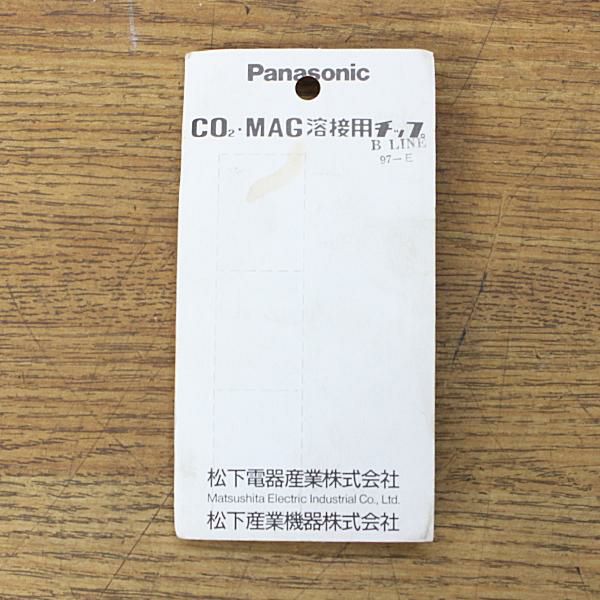 Panasonic
CO₂・MAG溶接用チップ
B LINE
97-E
松下電器産業株式会社
Matsushita Electric Industrial Co., Ltd.
松下産業機器株式会社